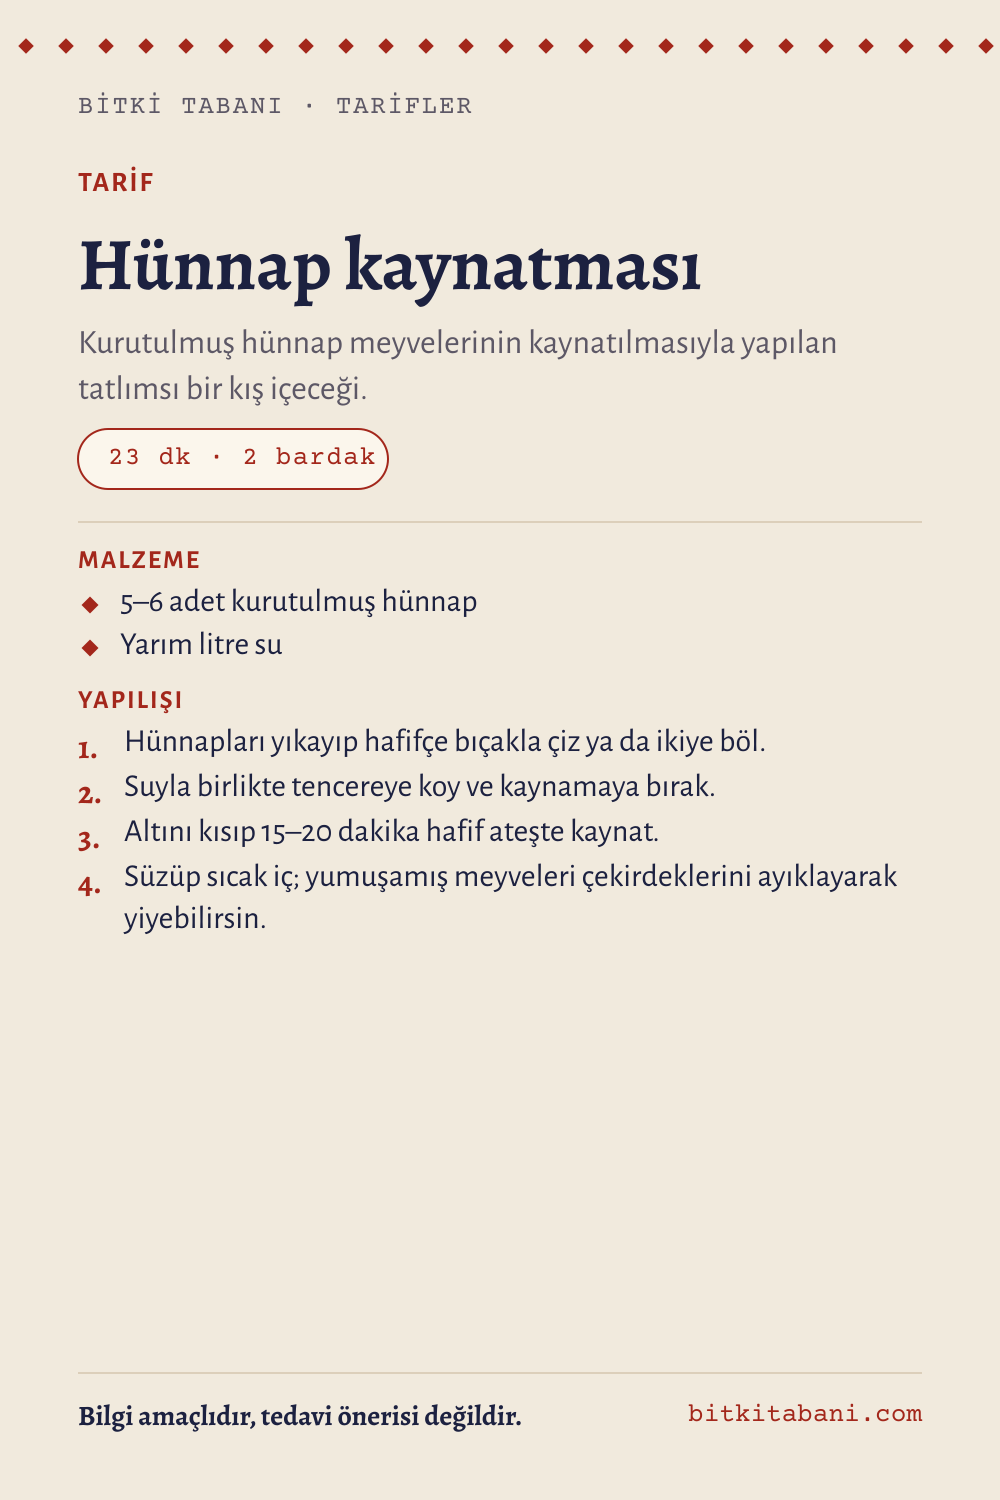 BİTKİ TABANI · TARİFLER
TARİF
Hünnap kaynatması
Kurutulmuş hünnap meyvelerinin kaynatılmasıyla yapılan
tatlımsı bir kış içeceği.
23 dk · 2 bardak
MALZEME
◆ 5–6 adet kurutulmuş hünnap
◆ Yarım litre su
YAPILIŞI
1. Hünnapları yıkayıp hafifçe bıçakla çiz ya da ikiye böl.
2. Suyla birlikte tencereye koy ve kaynamaya bırak.
3. Altını kısıp 15–20 dakika hafif ateşte kaynat.
4. Süzüp sıcak iç; yumuşamış meyveleri çekirdeklerini ayıklayarak
yiyebilirsin.
Bilgi amaçlıdır, tedavi önerisi değildir.
bitkitabani.com